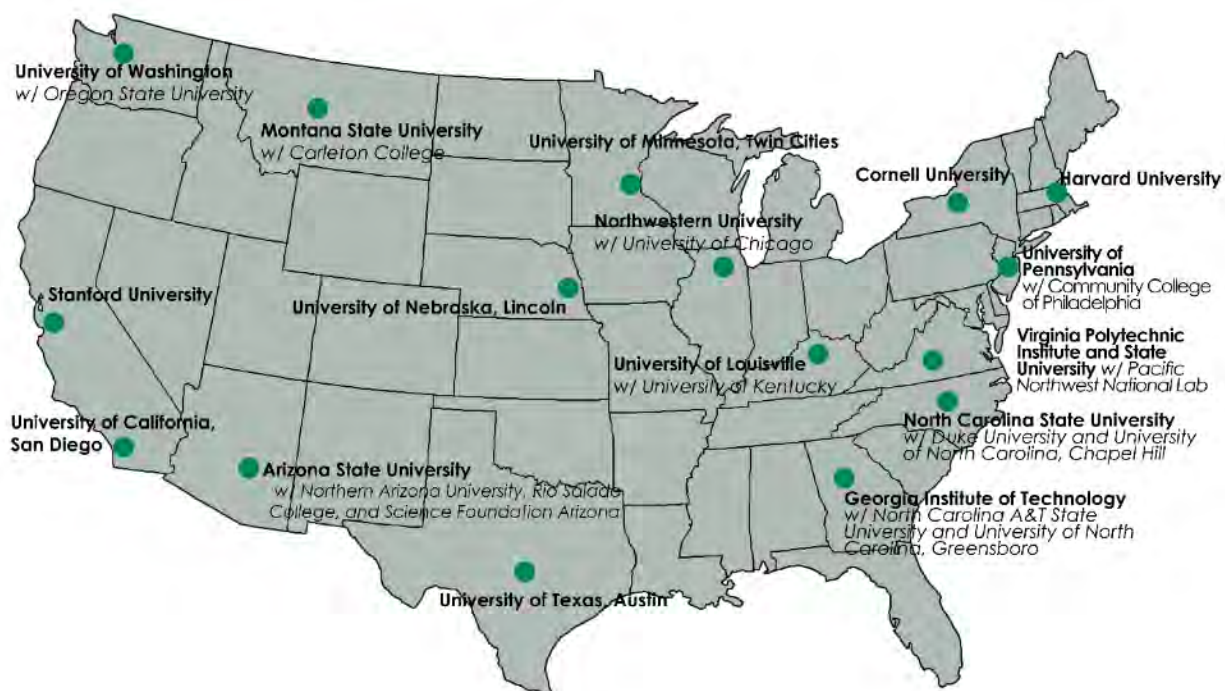 University of Washington
w/ Oregon State University
Montana State University
w/ Carleton College
University of Minnesota, Twin Cities
Cornell University
Harvard University
Northwestern University
w/ University of Chicago
University of
Pennsylvania
w/ Community College
of Philadelphia
Stanford University
University of Nebraska, Lincoln
Virginia Polytechnic
Institute and State
University w/ Pacific
Northwest National Lab
University of Louisville
w/ University of Kentucky
University of California,
San Diego
North Carolina State University
w/ Duke University and University
of North Carolina, Chapel Hill
Arizona State University
w/ Northern Arizona University, Rio Salado
College, and Science Foundation Arizona
Georgia Institute of Technology
w/ North Carolina A&T State
University and University of North
Carolina, Greensboro
University of Texas, Austin